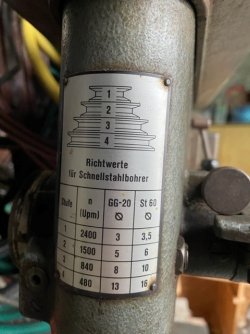 1
2
3
4
Richtwerte
für Schnellstahlbohrer
Stufe n (Upm) GG-20 ∅ St 60 ∅
1 2400 3 3,5
2 1500 5 6
3 840 8 10
4 480 13 16